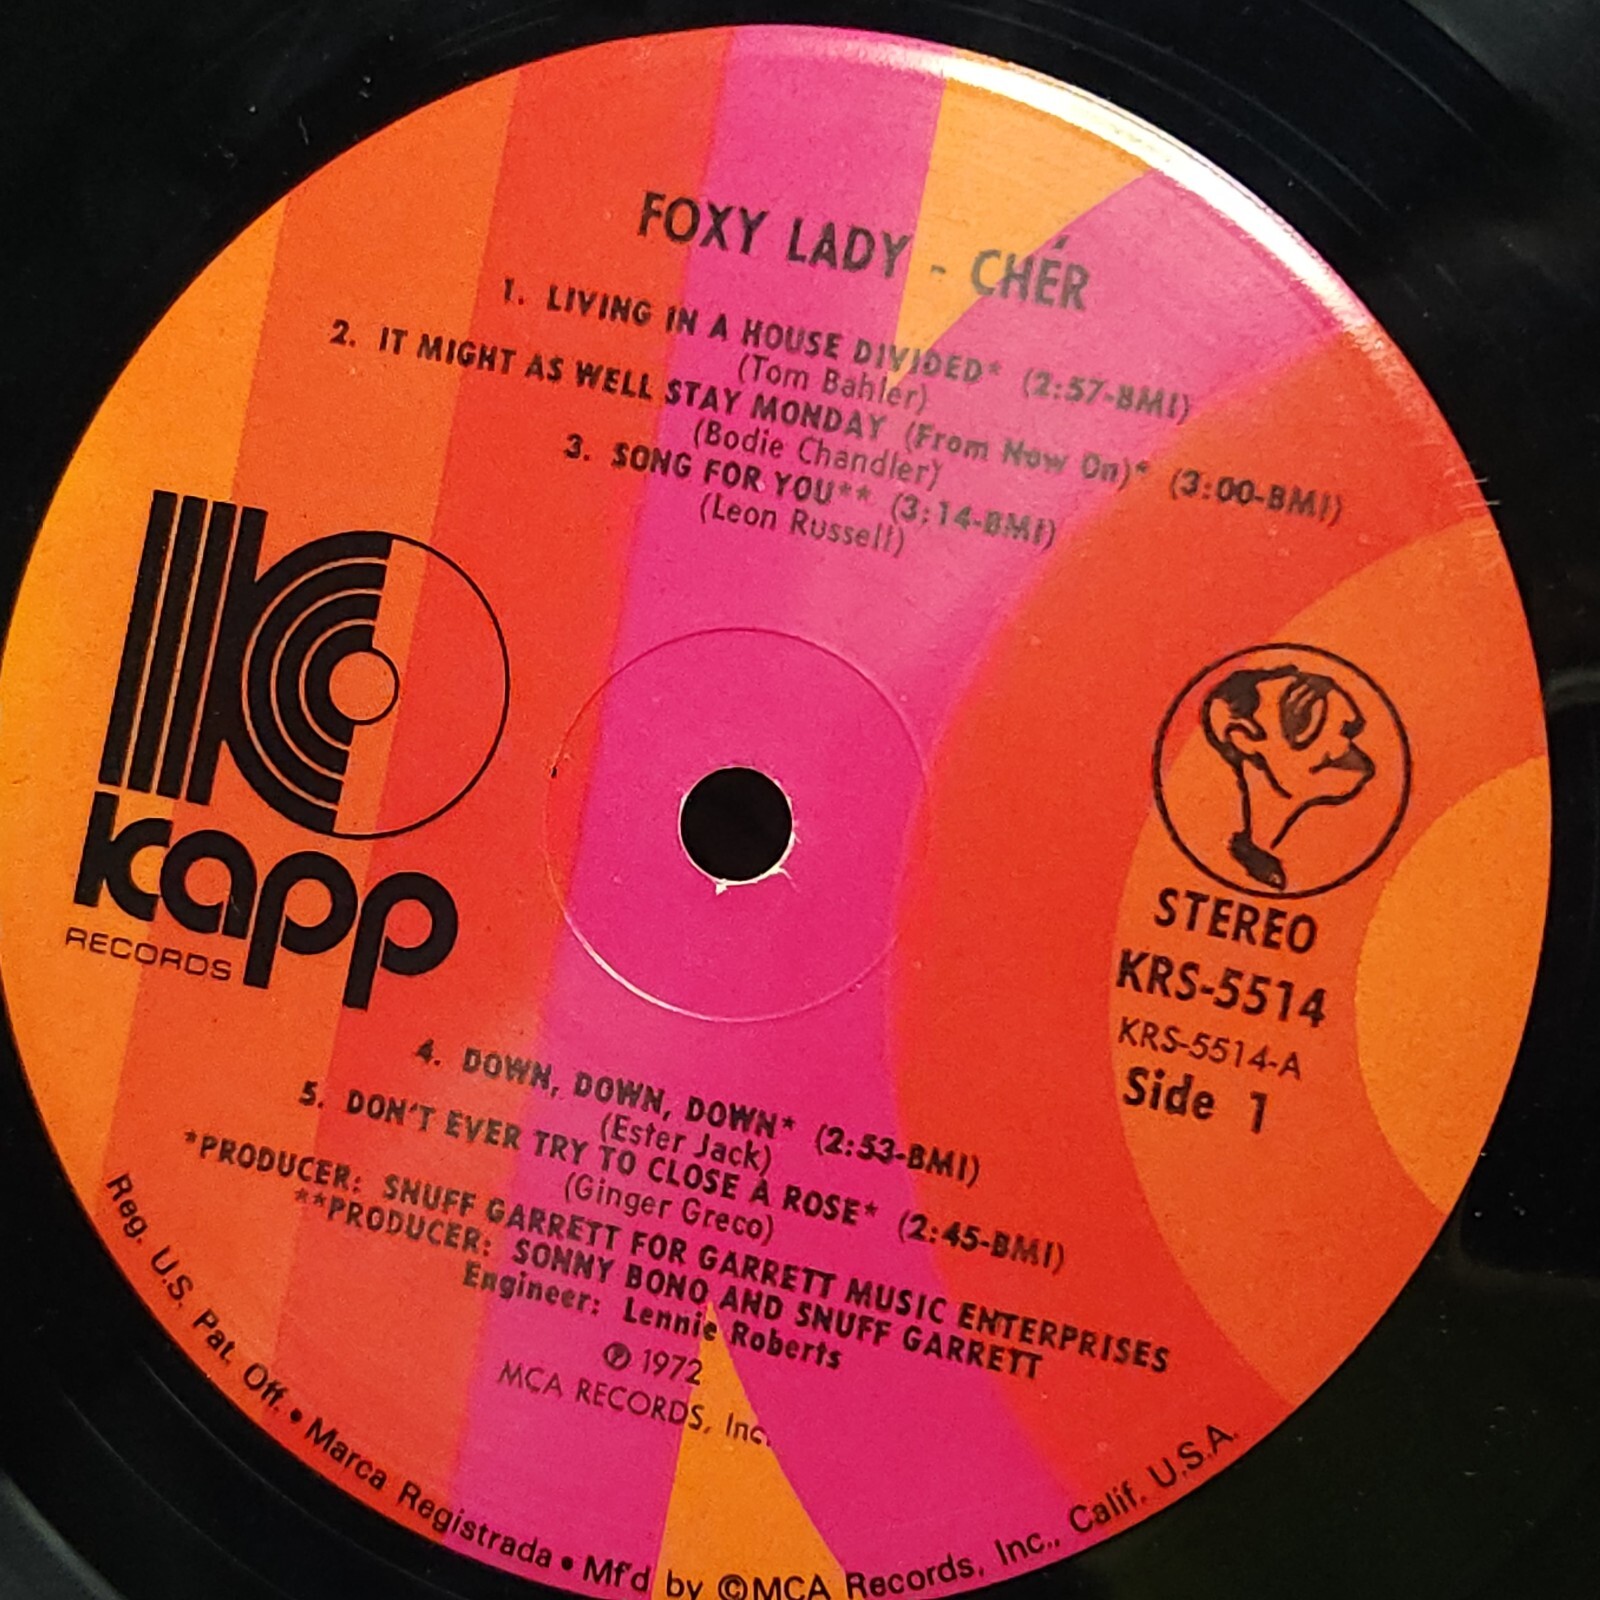 FOXY LADY - CHÉR
1. LIVING IN A HOUSE DIVIDED* (2:57-BMI)
(Tom Bahler)
2. IT MIGHT AS WELL STAY MONDAY (From Now On)* (3:00-BMI)
(Bodie Chandler)
3. SONG FOR YOU** (3:14-BMI)
(Leon Russell)
kapp
RECORDS
STEREO
KRS-5514
KRS-5514-A
Side 1
4. DOWN, DOWN, DOWN* (2:53-BMI)
(Ester Jack)
5. DON'T EVER TRY TO CLOSE A ROSE* (2:45-BMI)
(Ginger Greco)
*PRODUCER: SNUFF GARRETT FOR GARRETT MUSIC ENTERPRISES
**PRODUCER: SONNY BONO AND SNUFF GARRETT
Engineer: Lennie Roberts
℗ 1972
MCA RECORDS, Inc.
Reg. U.S. Pat. Off. • Marca Registrada • Mf'd by ©MCA Records, Inc., Calif. U.S.A.